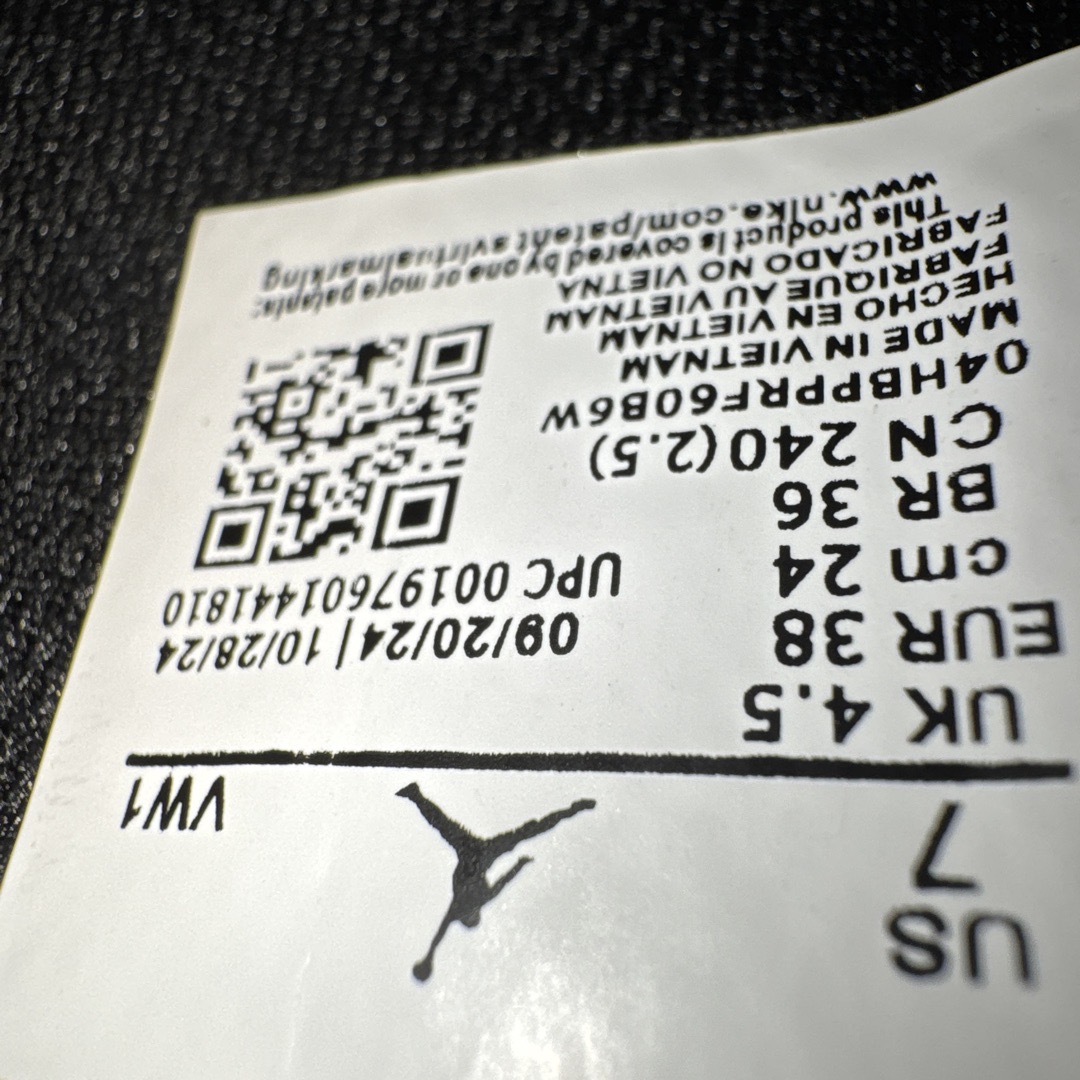 US
7
VW1
UK 4.5
EUR 38
cm 24
BR 36
CN 240(2.5)
09/20/24 | 10/28/24
UPC 00197601441810
04HBPPRF60B6W
MADE IN VIETNAM
HECHO EN VIETNAM
FABRIQUE AU VIETNAM
FABRICADO NO VIETNA
This product is covered by one or more patents:
www.nike.com/patent svirtualmarking